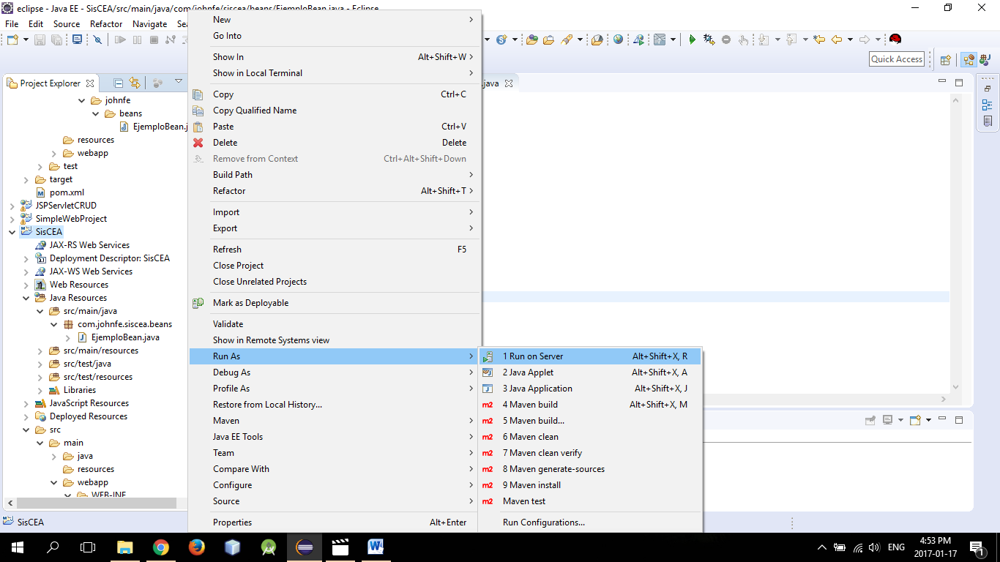 eclipse - Java EE - SisCEA/src/main/java/com/johnfe/siscea/beans/EjemploBean.java - Eclipse
File Edit Source Refactor Navigate
Quick Access
Project Explorer
.java
johnfe
beans
EjemploBean.j
resources
webapp
test
target
pom.xml
JSPServletCRUD
SimpleWebProject
SisCEA
JAX-RS Web Services
Deployment Descriptor: SisCEA
JAX-WS Web Services
Web Resources
Java Resources
src/main/java
com.johnfe.siscea.beans
EjemploBean.java
src/main/resources
src/test/java
src/test/resources
Libraries
JavaScript Resources
Deployed Resources
src
main
java
resources
webapp
WEB-INF
SisCEA
New
Go Into
Show In Alt+Shift+W
Show in Local Terminal
Copy Ctrl+C
Copy Qualified Name
Paste Ctrl+V
Delete Delete
Remove from Context Ctrl+Alt+Shift+Down
Build Path
Refactor Alt+Shift+T
Import
Export
Refresh F5
Close Project
Close Unrelated Projects
Mark as Deployable
Validate
Show in Remote Systems view
Run As
Debug As
Profile As
Restore from Local History...
Maven
Java EE Tools
Team
Compare With
Configure
Source
Properties Alt+Enter
1 Run on Server Alt+Shift+X, R
2 Java Applet Alt+Shift+X, A
3 Java Application Alt+Shift+X, J
m2 4 Maven build Alt+Shift+X, M
m2 5 Maven build...
m2 6 Maven clean
m2 7 Maven clean verify
m2 8 Maven generate-sources
m2 9 Maven install
m2 Maven test
Run Configurations...
ENG
4:53 PM
2017-01-17
1